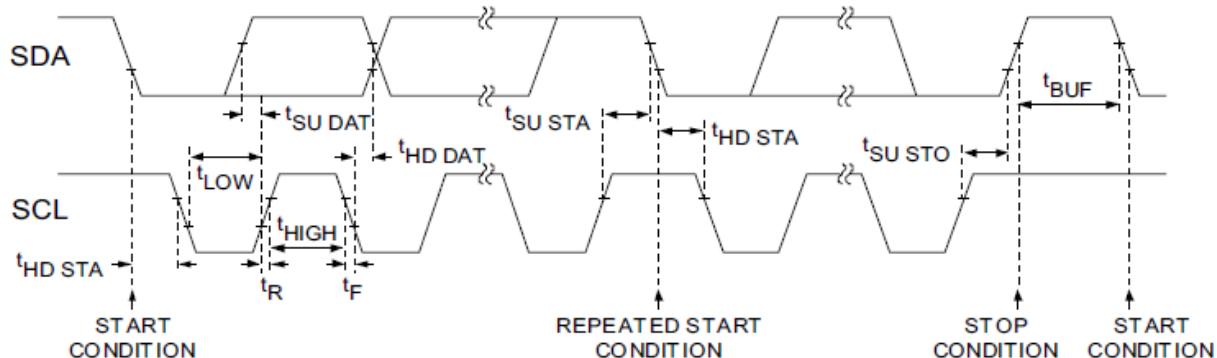 SDA
tSU DAT
tHD DAT
tSU STA
tHD STA
tBUF
tSU STO
tLOW
SCL
tHIGH
tHD STA
tR
tF
START
CONDITION
REPEATED START
CONDITION
STOP
CONDITION
START
CONDITION